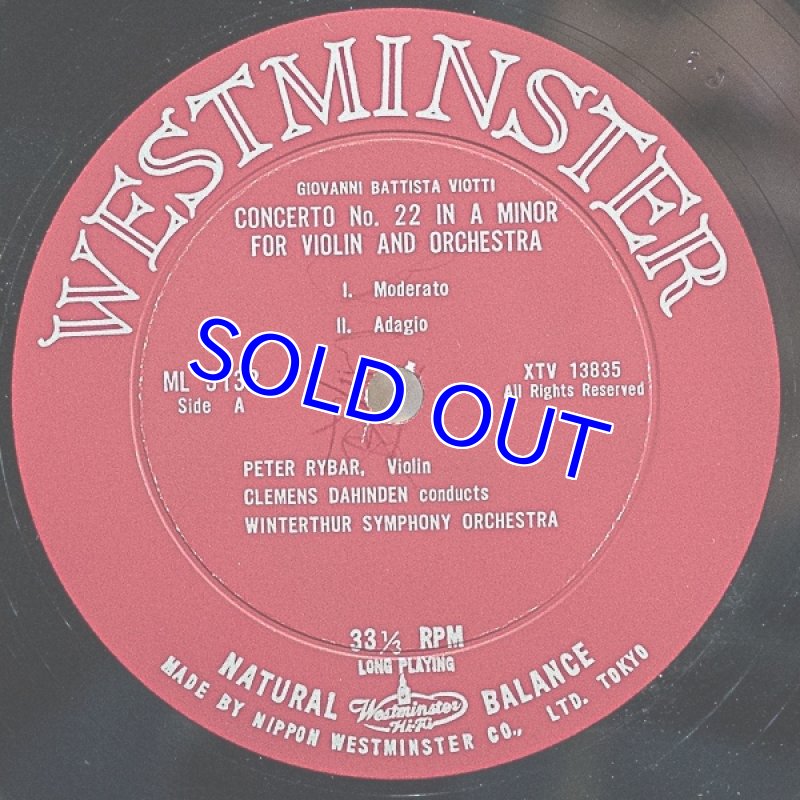 WESTMINSTER
GIOVANNI BATTISTA VIOTTI
CONCERTO No. 22 IN A MINOR
FOR VIOLIN AND ORCHESTRA
I. Moderato
II. Adagio
SOLD OUT
ML
Side A
XTV 13835
All Rights Reserved
PETER RYBAR, Violin
CLEMENS DAHINDEN conducts
WINTERTHUR SYMPHONY ORCHESTRA
33⅓ RPM
LONG PLAYING
NATURAL BALANCE
Westminster
Hi-Fi
MADE BY NIPPON WESTMINSTER CO., LTD. TOKYO